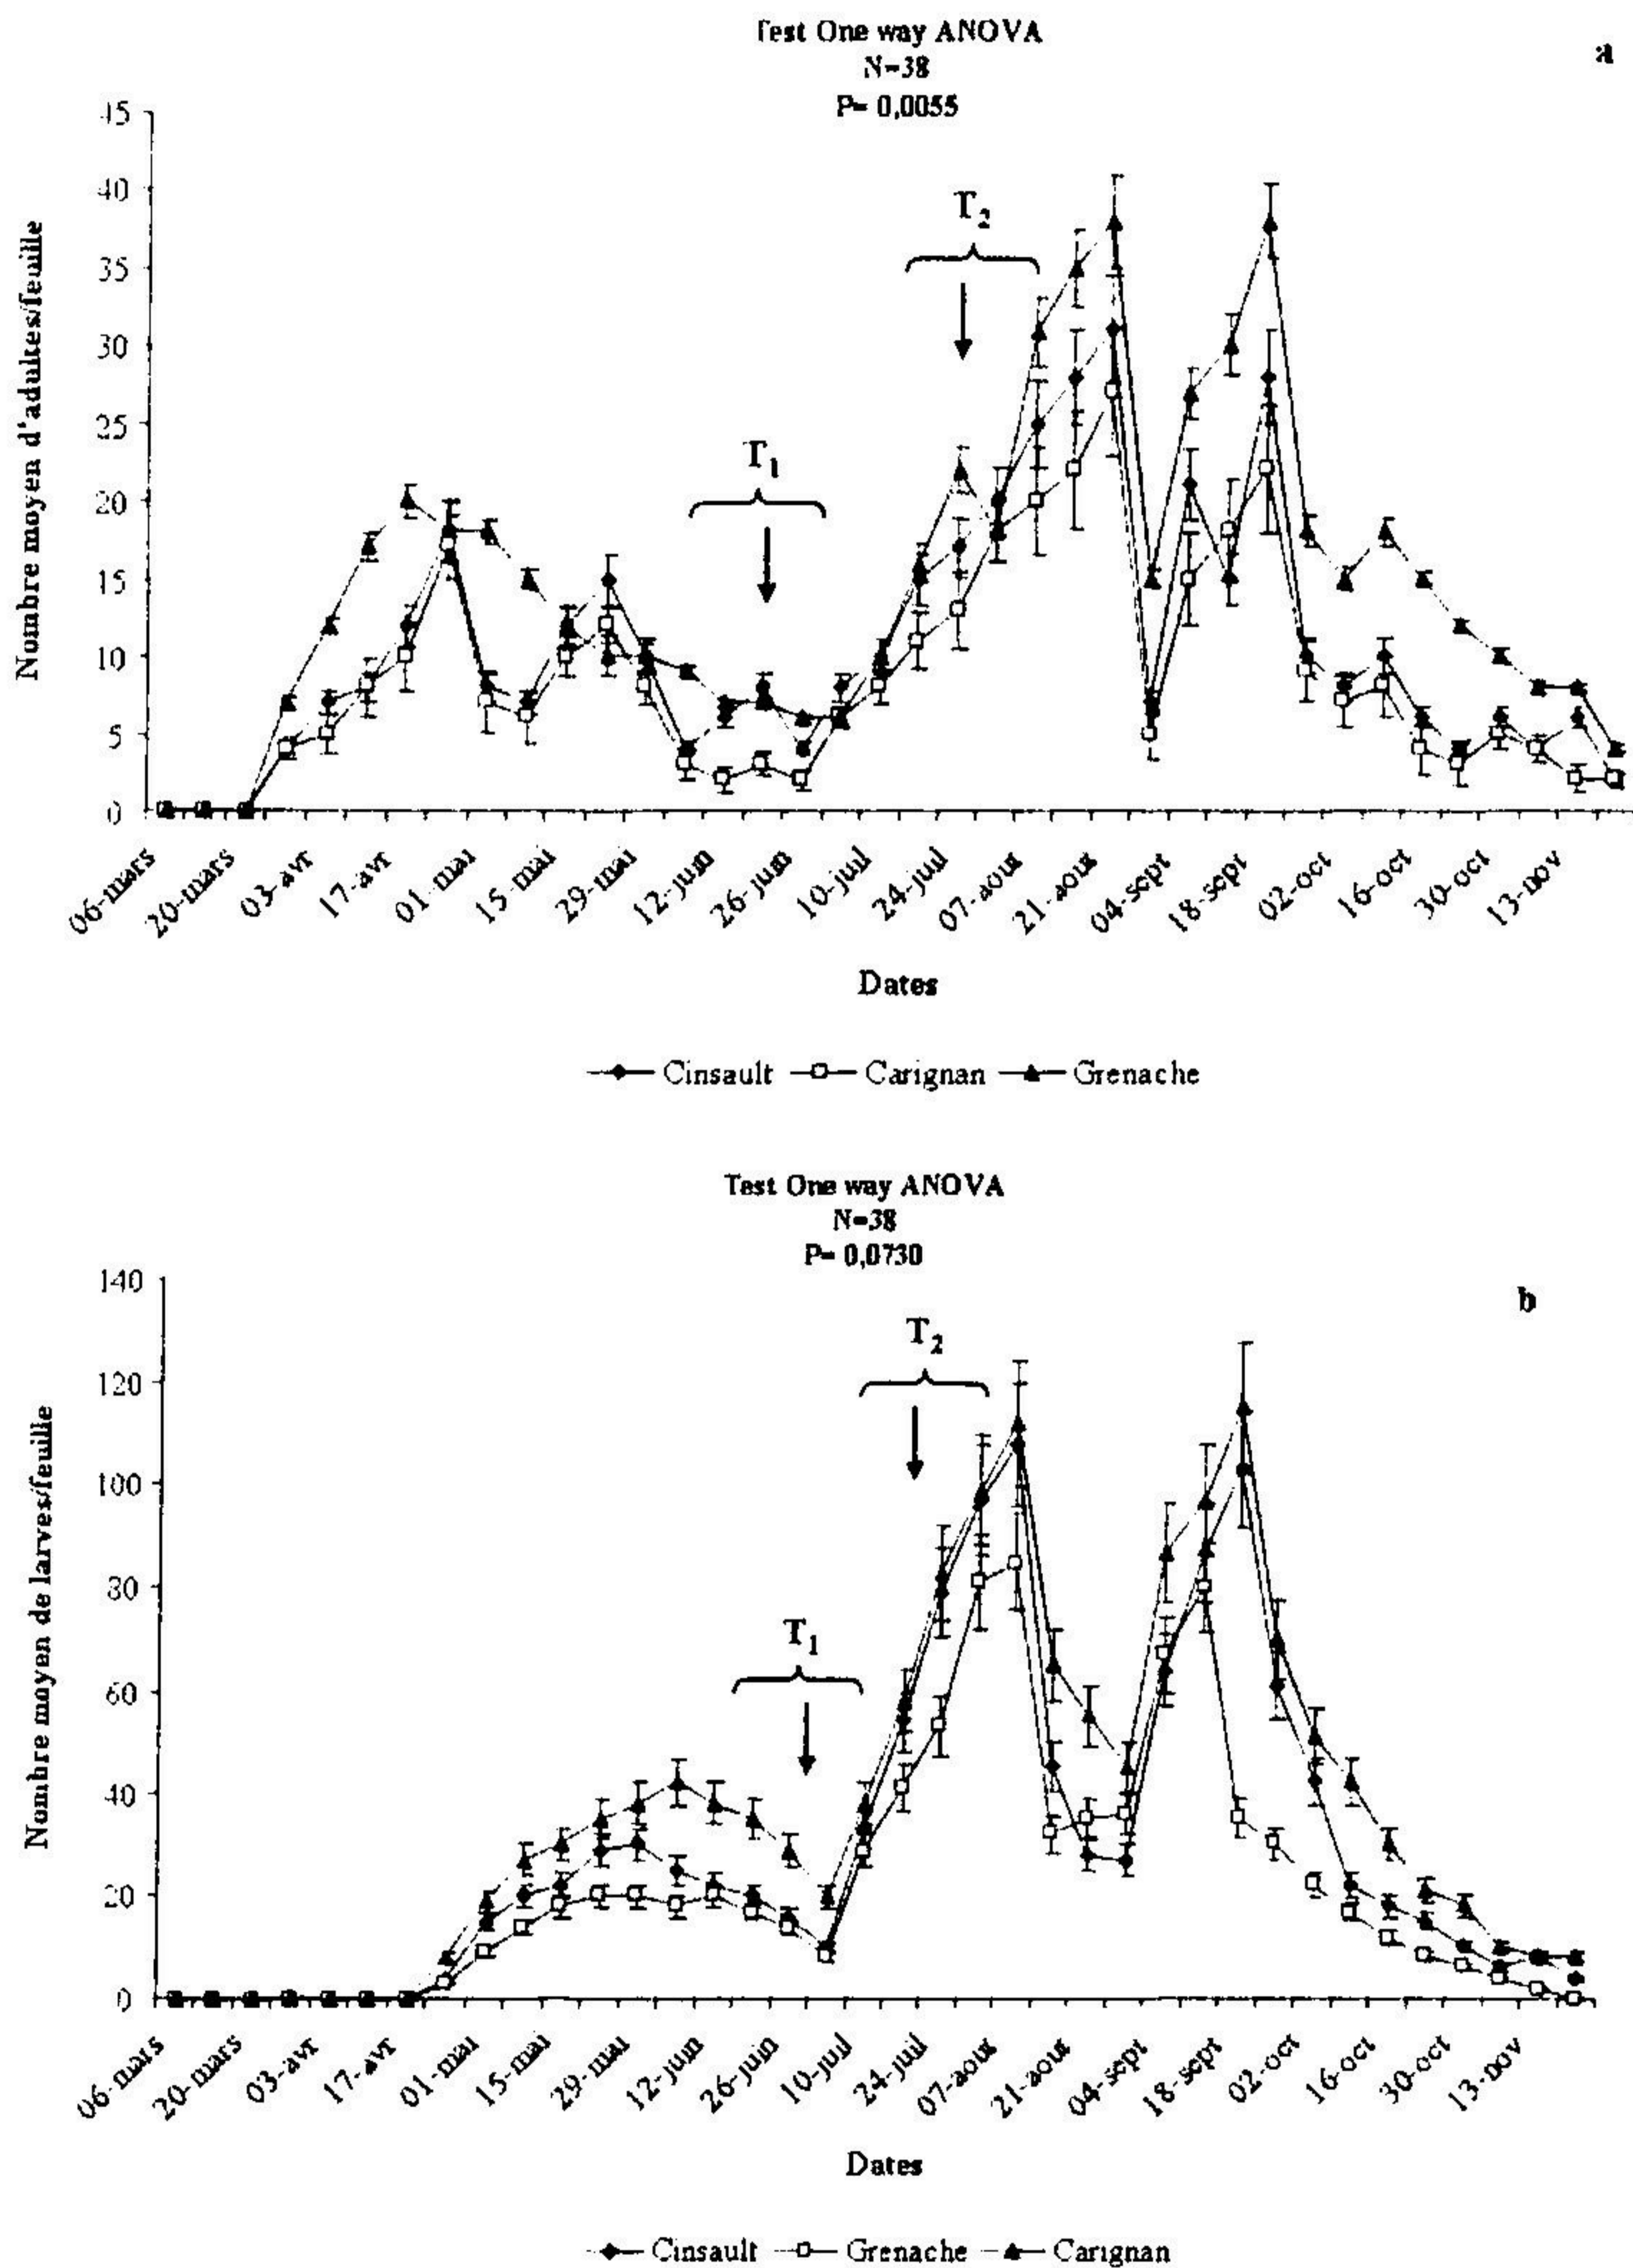 Test One way ANOVA
N=38
P= 0,0055
a
Nombre moyen d'adultes/feuille
45
40
35
30
25
20
15
10
5
0
T1
T2
06-mars
20-mars
03-avr
17-avr
01-mai
15-mai
29-mai
12-juin
26-juin
10-juil
24-juil
07-aout
21-aout
04-sept
18-sept
02-oct
16-oct
30-oct
13-nov
Dates
Cinsault Carignan Grenache
Test One way ANOVA
N=38
P= 0,0730
b
Nombre moyen de larves/feuille
140
120
100
80
60
40
20
0
T1
T2
06-mars
20-mars
03-avr
17-avr
01-mai
15-mai
29-mai
12-juin
26-juin
10-juil
24-juil
07-aout
21-aout
04-sept
18-sept
02-oct
16-oct
30-oct
13-nov
Dates
Cinsault Grenache Carignan